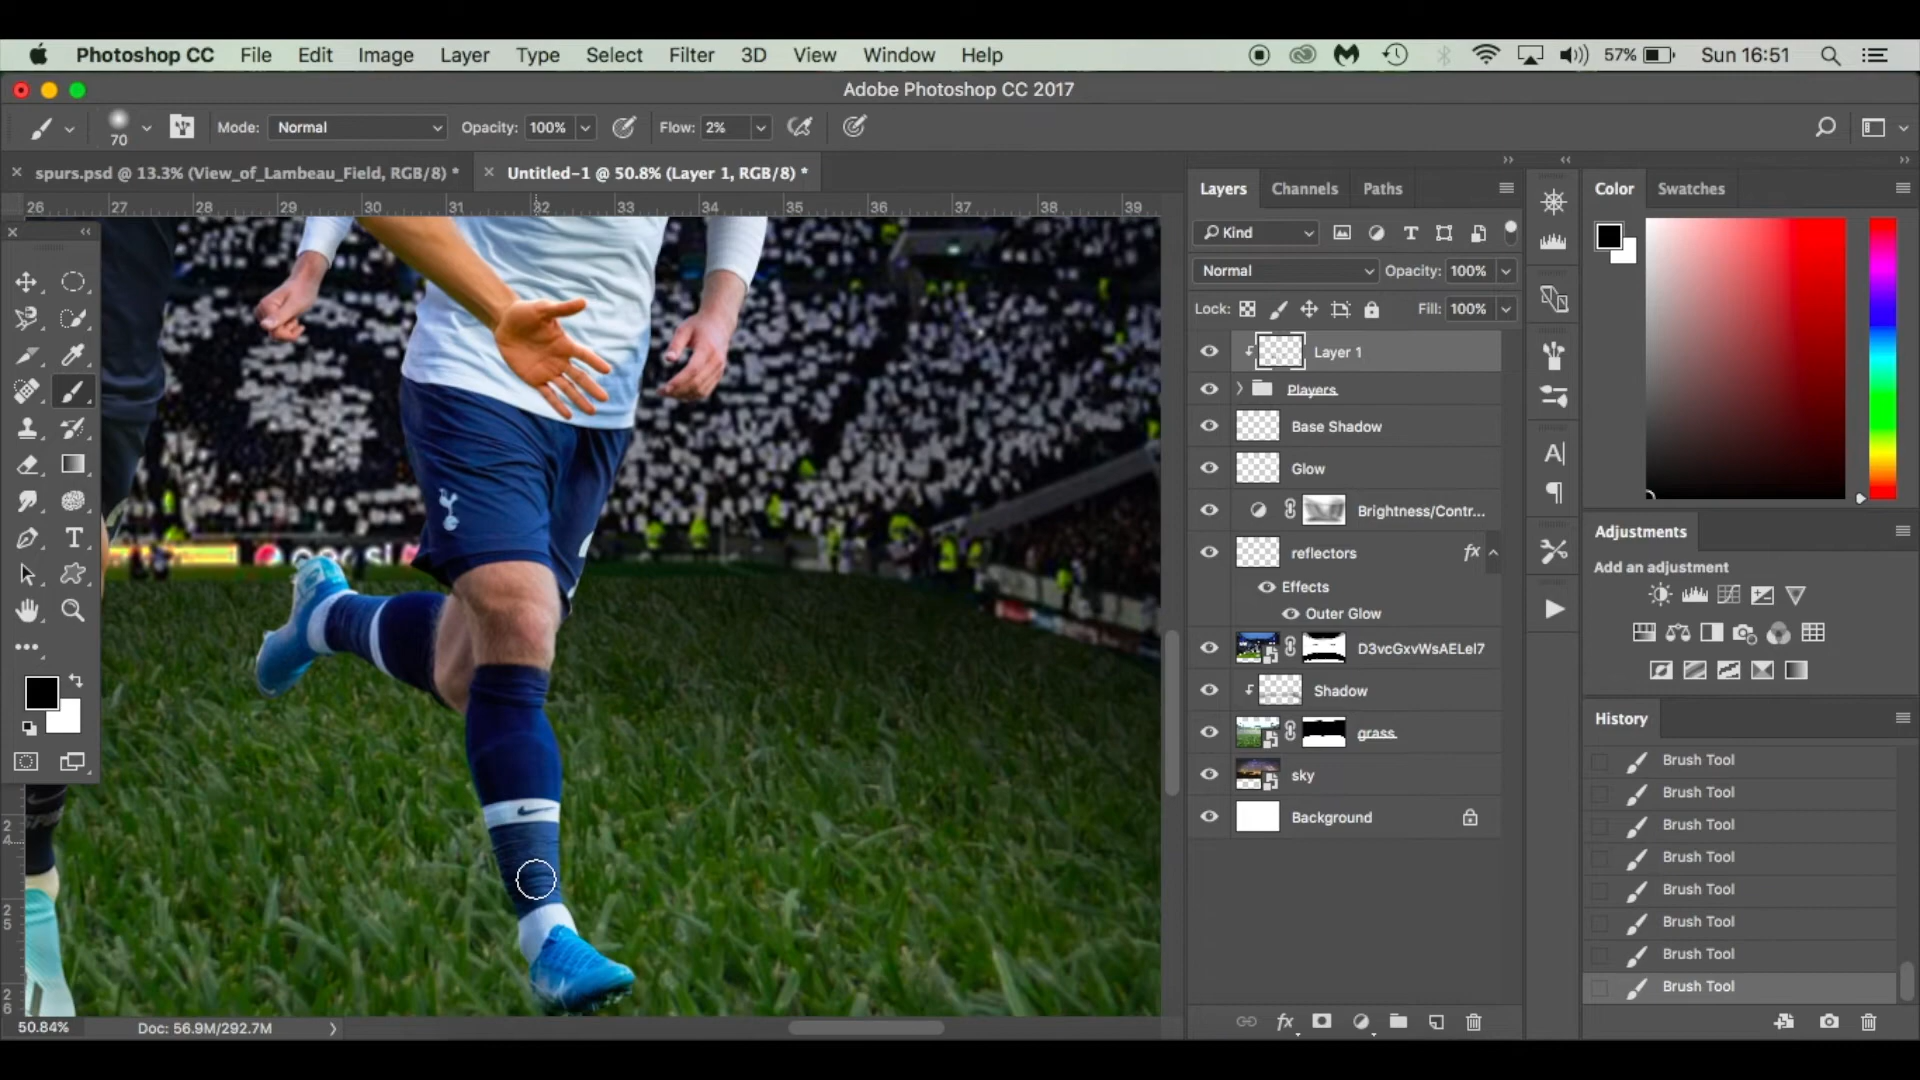 Photoshop CC File Edit Image Layer Type Select Filter 3D View Window Help 57% Sun 16:51
Adobe Photoshop CC 2017
70 Mode: Normal Opacity: 100% Flow: 2%
spurs.psd @ 13.3% (View_of_Lambeau_Field, RGB/8) * Untitled-1 @ 50.8% (Layer 1, RGB/8) *
26 27 28 29 30 31 32 33 34 35 36 37 38 39
Layers Channels Paths
Kind
Normal Opacity: 100%
Lock: Fill: 100%
Layer 1
Players
Base Shadow
Glow
Brightness/Contr...
reflectors fx
Effects
Outer Glow
D3vcGxvWsAELel7
Shadow
grass
sky
Background
Color Swatches
Adjustments
Add an adjustment
History
Brush Tool
Brush Tool
Brush Tool
Brush Tool
Brush Tool
Brush Tool
Brush Tool
Brush Tool
pepsi
24
25
26
50.84% Doc: 56.9M/292.7M
fx